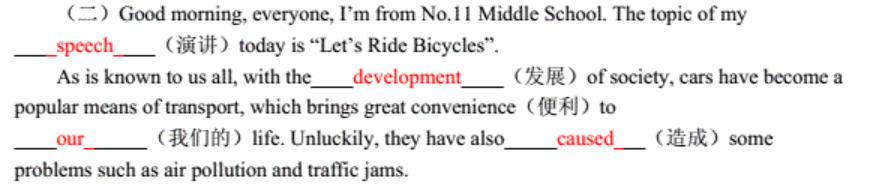 （二）Good morning, everyone, I’m from No.11 Middle School. The topic of my
____speech____（演讲）today is “Let’s Ride Bicycles”.
As is known to us all, with the____development____（发展）of society, cars have become a
popular means of transport, which brings great convenience（便利）to
____our______（我们的）life. Unluckily, they have also_____caused___（造成）some
problems such as air pollution and traffic jams.